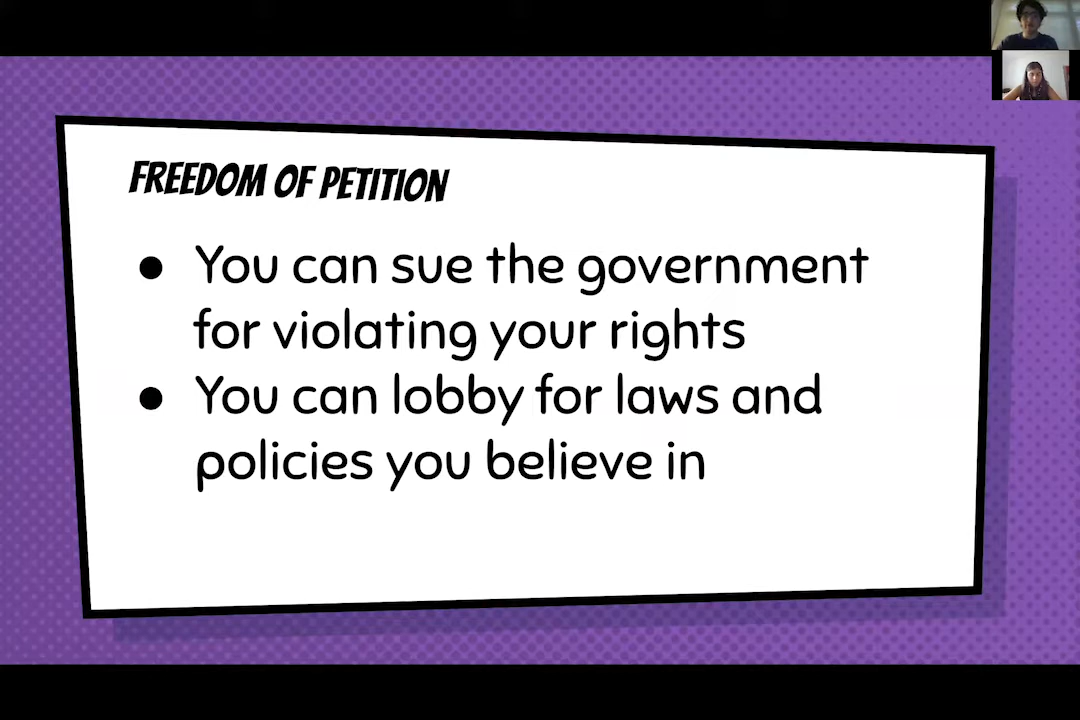 FREEDOM OF PETITION
● You can sue the government
for violating your rights
● You can lobby for laws and
policies you believe in